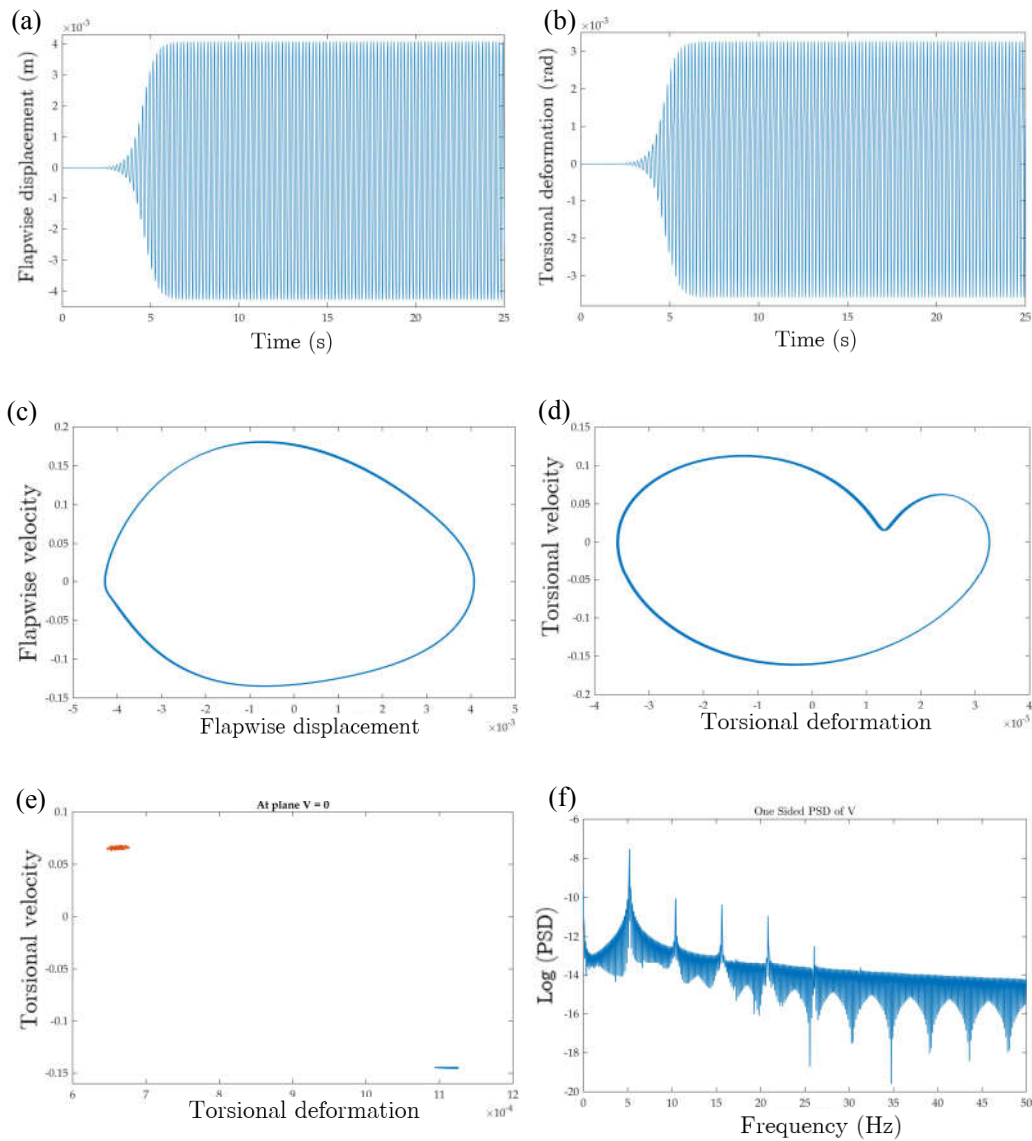 (a)
×10⁻³
4
3
2
1
0
-1
-2
-3
-4
0 5 10 15 20 25
Flapwise displacement (m)
Time (s)
(b)
×10⁻³
3
2
1
0
-1
-2
-3
0 5 10 15 20 25
Torsional deformation (rad)
Time (s)
(c)
0.2
0.15
0.1
0.05
0
-0.05
-0.1
-0.15
-5 -4 -3 -2 -1 0 1 2 3 4 5
×10⁻³
Flapwise velocity
Flapwise displacement
(d)
0.15
0.1
0.05
0
-0.05
-0.1
-0.15
-0.2
-4 -3 -2 -1 0 1 2 3 4
×10⁻³
Torsional velocity
Torsional deformation
(e)
At plane V = 0
0.1
0.05
0
-0.05
-0.1
-0.15
6 7 8 9 10 11 12
×10⁻⁴
Torsional velocity
Torsional deformation
(f)
One Sided PSD of V
-6
-8
-10
-12
-14
-16
-18
-20
0 5 10 15 20 25 30 35 40 45 50
Log (PSD)
Frequency (Hz)